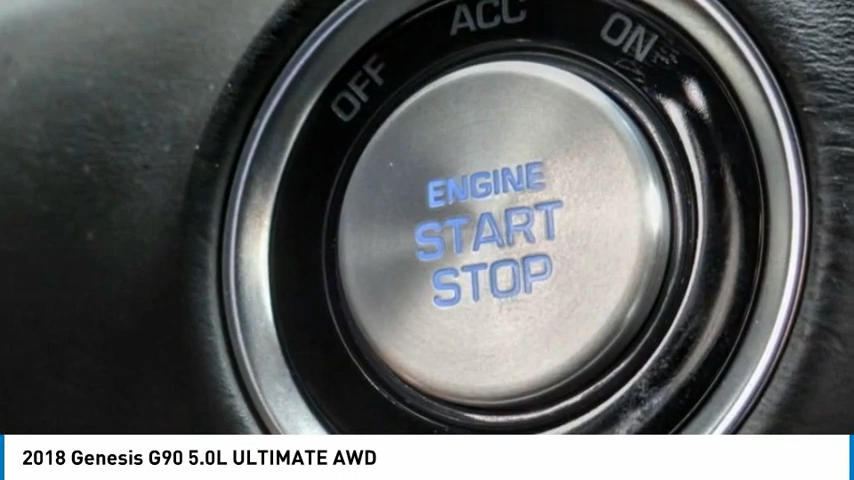 OFF ACC ON
ENGINE
START
STOP
2018 Genesis G90 5.0L ULTIMATE AWD